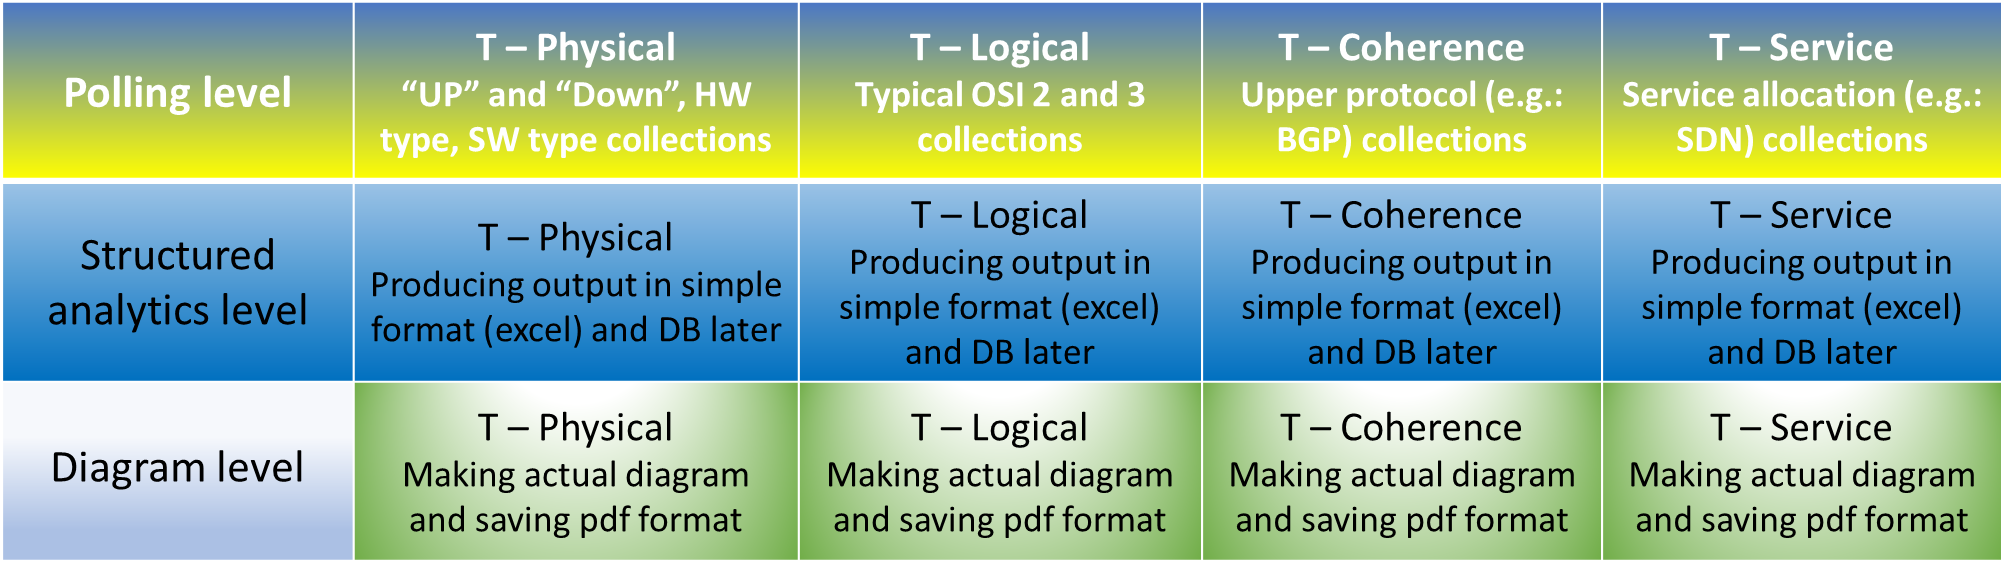 Polling level
T – Physical
“UP” and “Down”, HW
type, SW type collections
T – Logical
Typical OSI 2 and 3
collections
T – Coherence
Upper protocol (e.g.:
BGP) collections
T – Service
Service allocation (e.g.:
SDN) collections
Structured
analytics level
T – Physical
Producing output in simple
format (excel) and DB later
T – Logical
Producing output in
simple format (excel)
and DB later
T – Coherence
Producing output in
simple format (excel)
and DB later
T – Service
Producing output in
simple format (excel)
and DB later
Diagram level
T – Physical
Making actual diagram
and saving pdf format
T – Logical
Making actual diagram
and saving pdf format
T – Coherence
Making actual diagram
and saving pdf format
T – Service
Making actual diagram
and saving pdf format